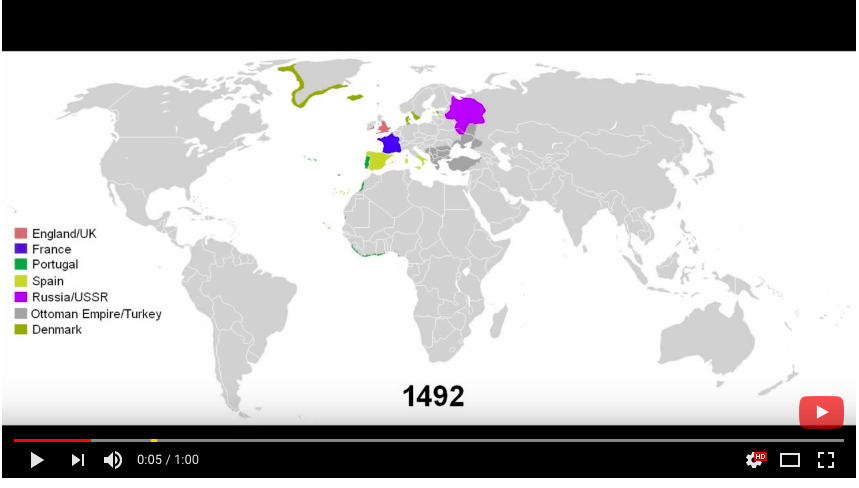 England/UK
France
Portugal
Spain
Russia/USSR
Ottoman Empire/Turkey
Denmark
1492
0:05 / 1:00
HD